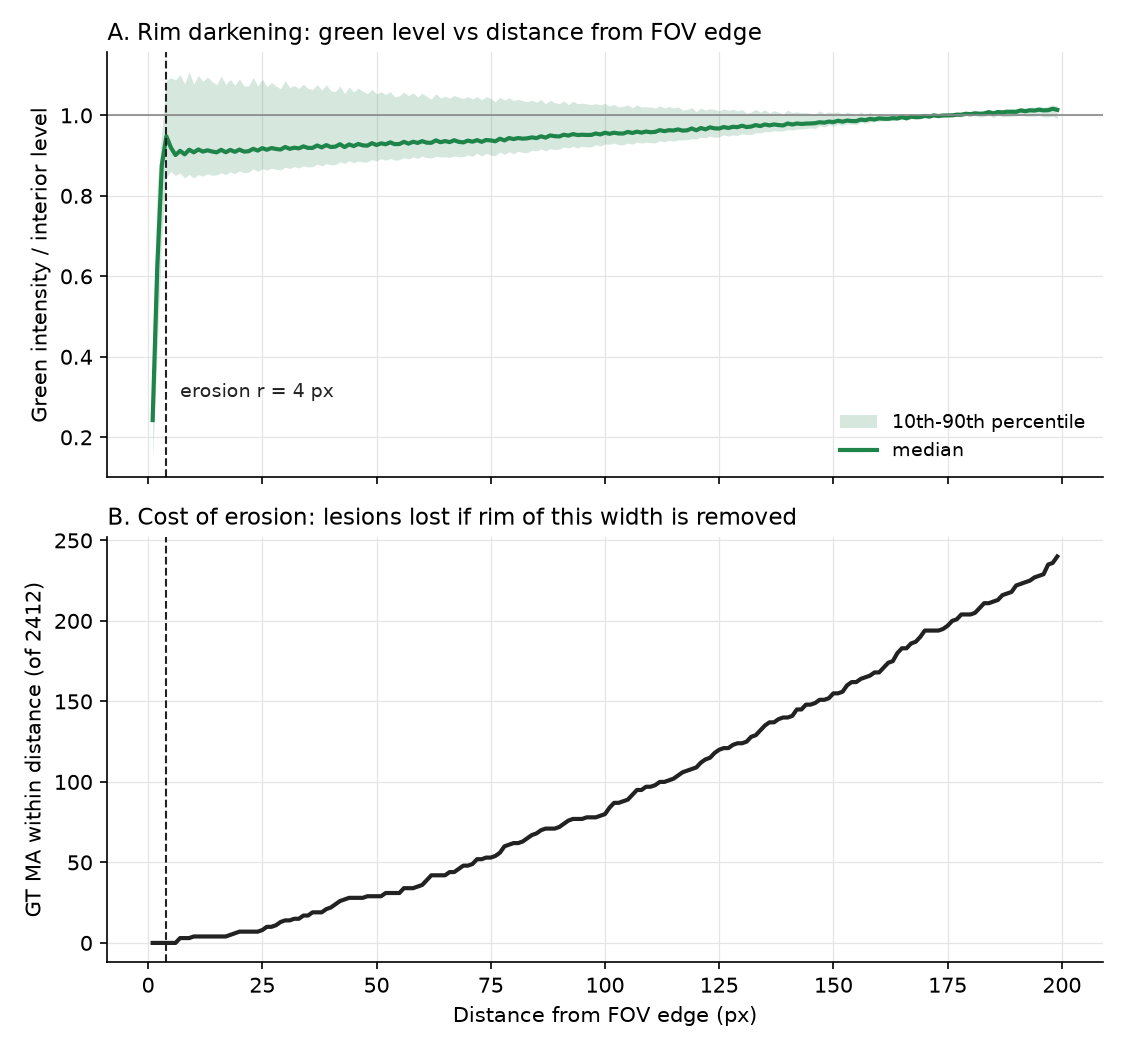 A. Rim darkening: green level vs distance from FOV edge
Green intensity / interior level
1.0
0.8
0.6
0.4
0.2
erosion r = 4 px
10th-90th percentile
median
B. Cost of erosion: lesions lost if rim of this width is removed
GT MA within distance (of 2412)
250
200
150
100
50
0
0 25 50 75 100 125 150 175 200
Distance from FOV edge (px)